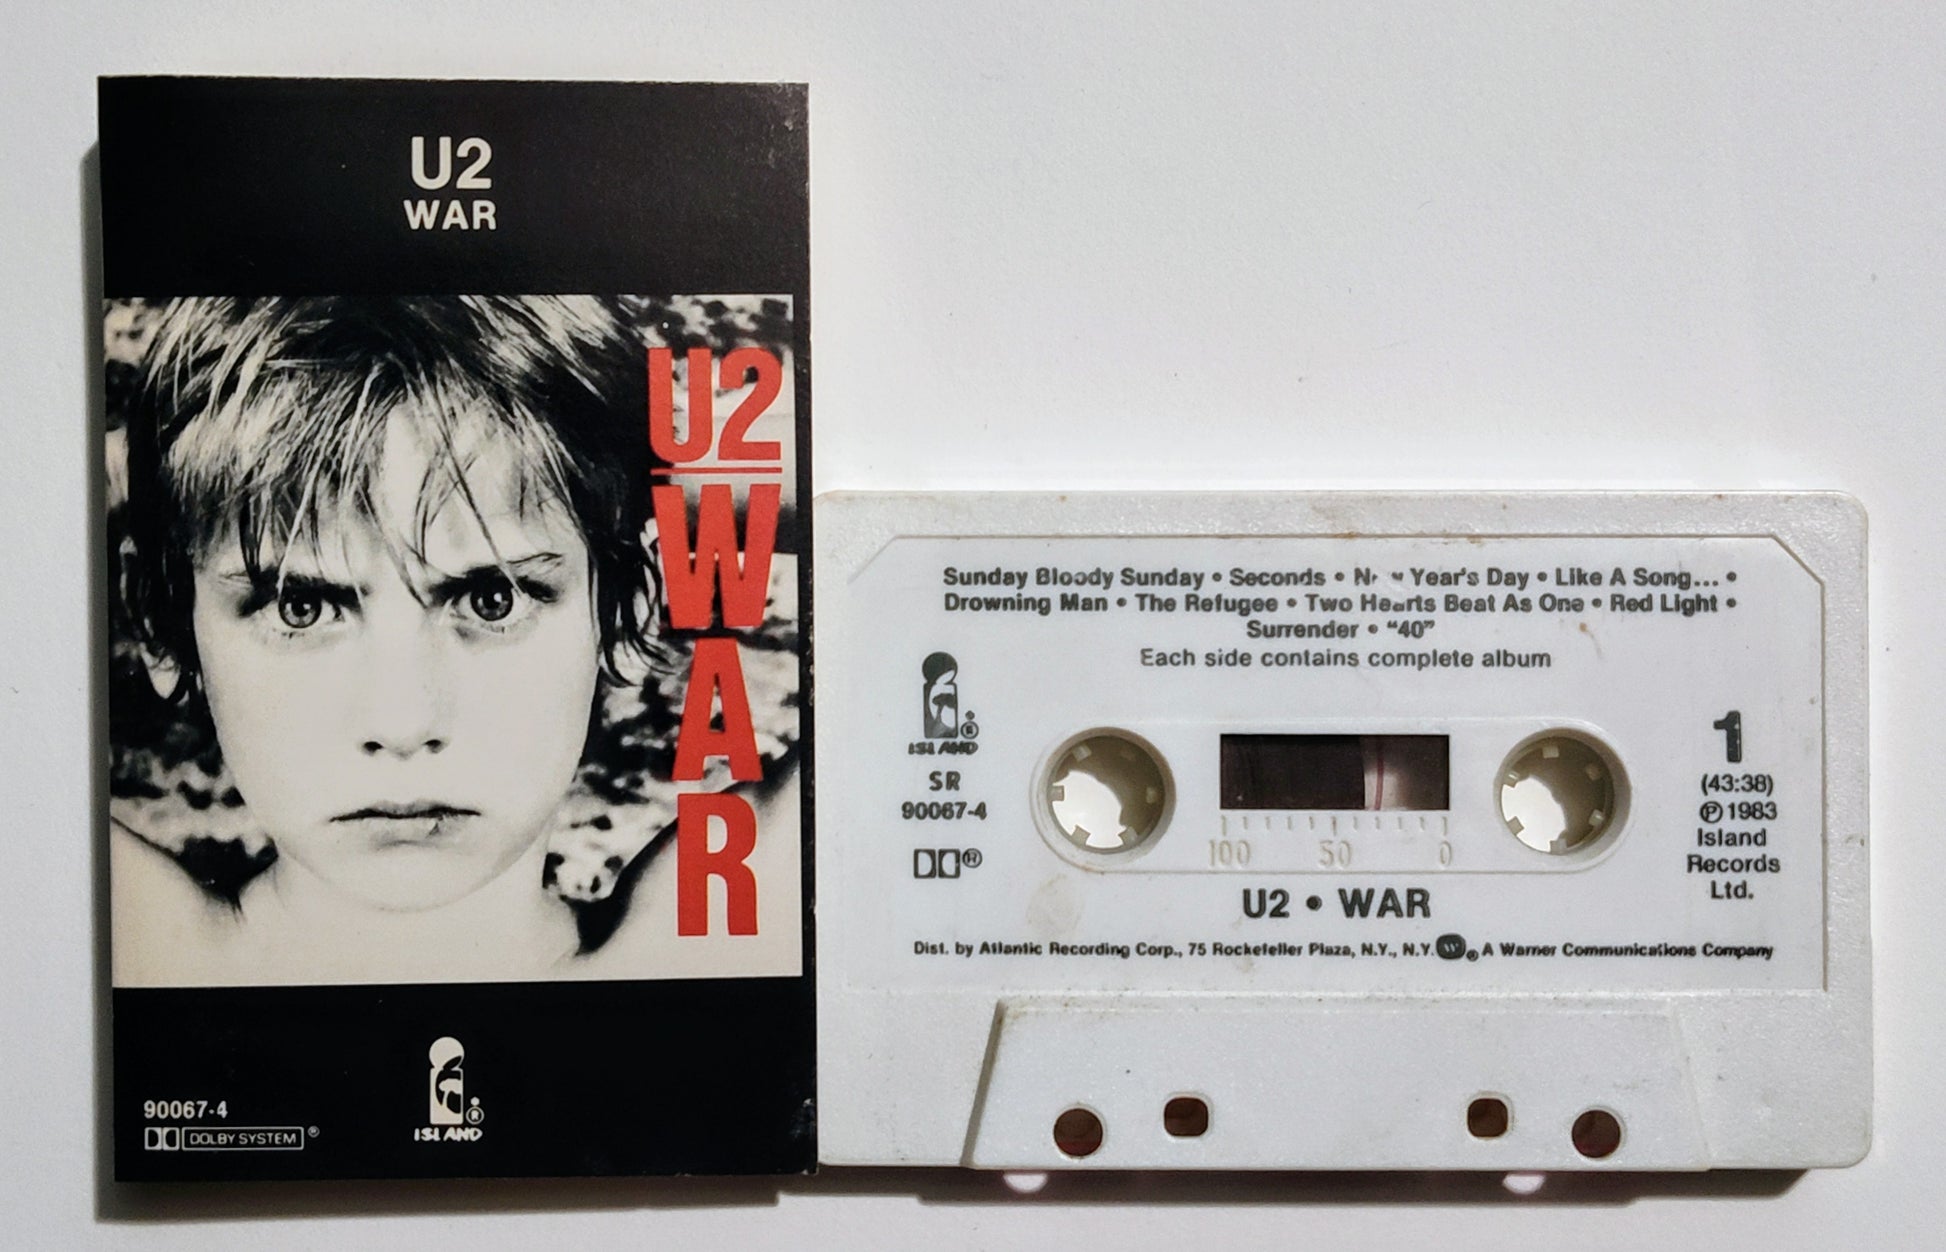 U2
WAR
U2
WAR
90067-4
DOLBY SYSTEM ®
®
ISLAND
Sunday Bloody Sunday • Seconds • New Year's Day • Like A Song... •
Drowning Man • The Refugee • Two Hearts Beat As One • Red Light •
Surrender • “40”
Each side contains complete album
®
ISLAND
SR
90067-4
®
1
(43:38)
℗ 1983
Island
Records
Ltd.
100 50 0
U2 • WAR
Dist. by Atlantic Recording Corp., 75 Rockefeller Plaza, N.Y., N.Y. ® A Warner Communications Company